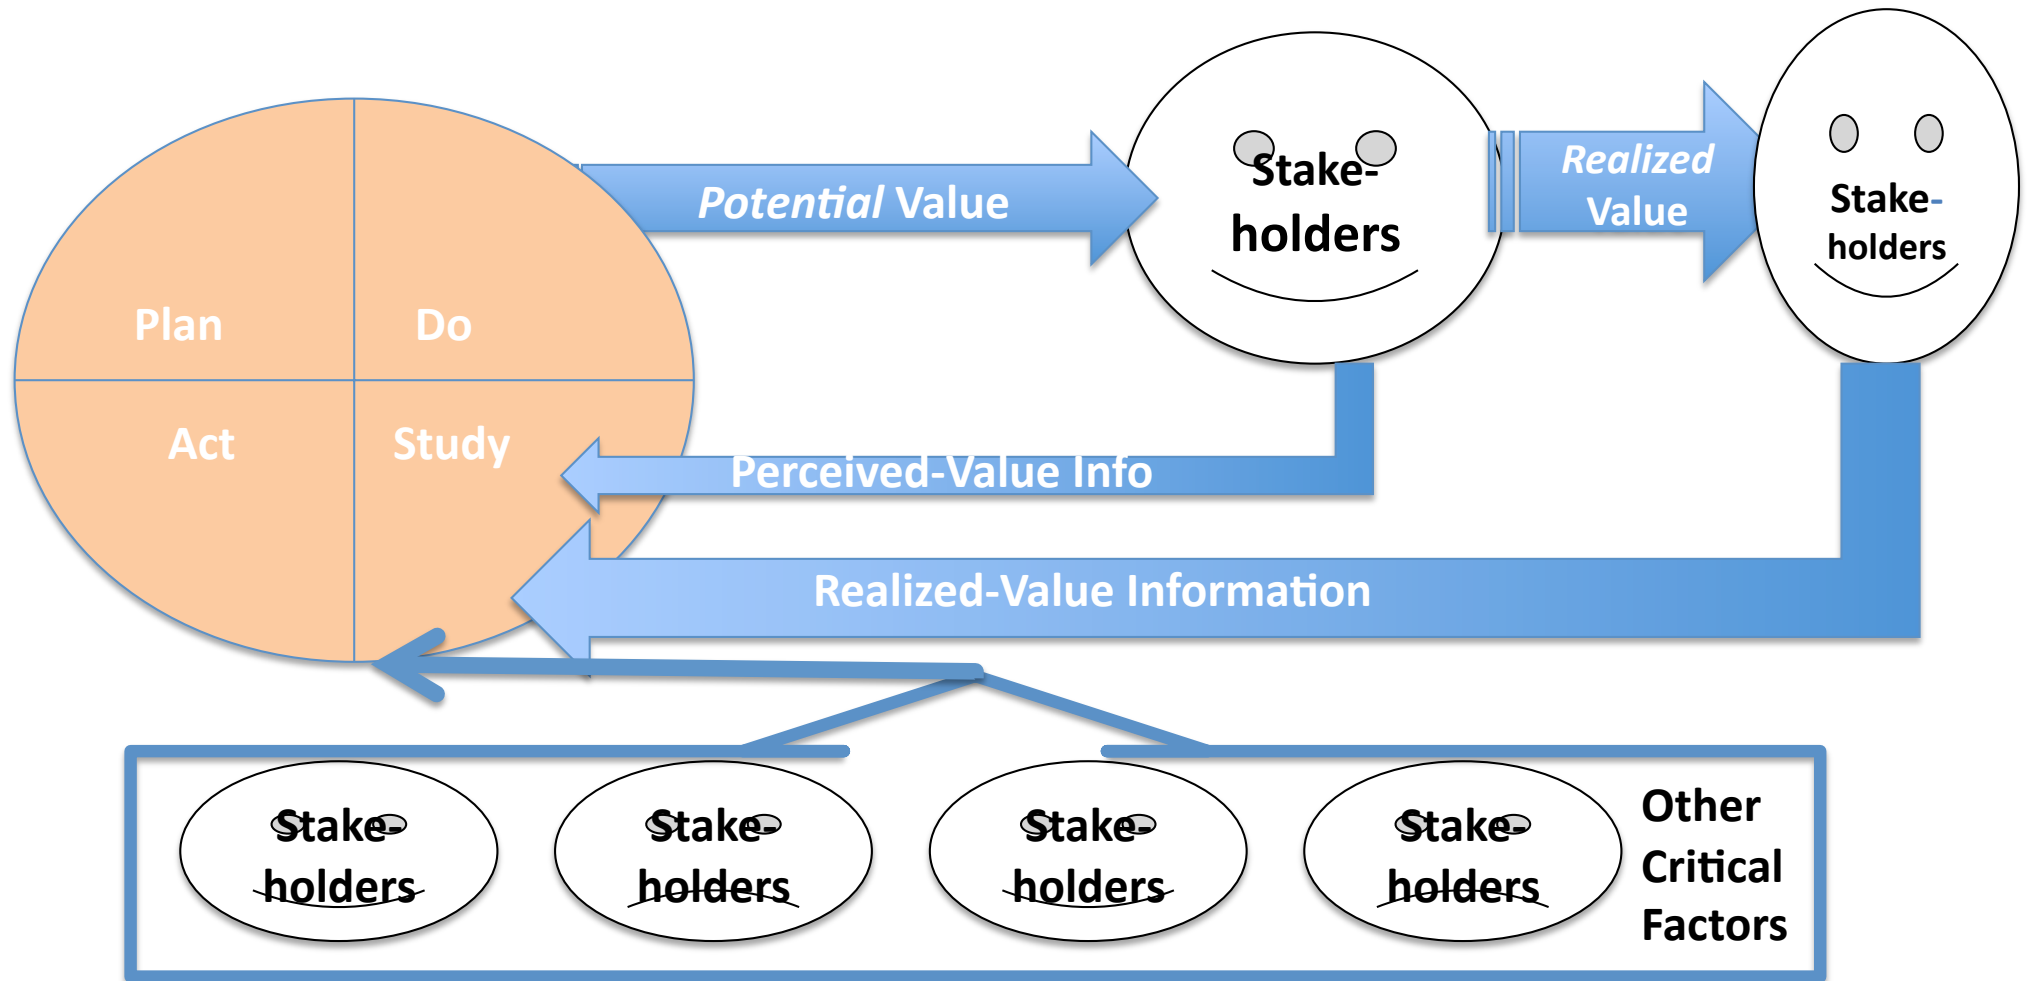 Plan
Do
Act
Study
Potential Value
Stake-
holders
Realized
Value
Stake-
holders
Perceived-Value Info
Realized-Value Information
Stake-
holders
Stake-
holders
Stake-
holders
Stake-
holders
Other
Critical
Factors